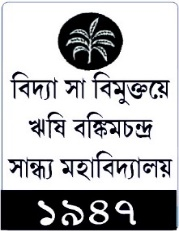 বিদ্যা সা বিমুক্তয়ে
ঋষি বঙ্কিমচন্দ্র
সান্ধ্য মহাবিদ্যালয়
১৯৪৭